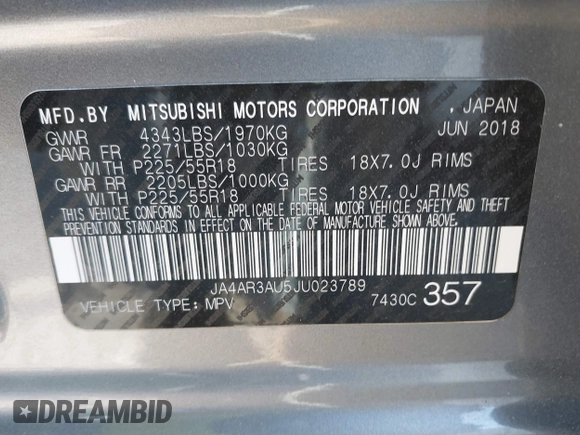 MFD.BY MITSUBISHI MOTORS CORPORATION , JAPAN
GVWR 4343LBS/1970KG JUN 2018
GAWR FR 2271LBS/1030KG
WITH P225/55R18 TIRES 18X7.0J RIMS
GAWR RR 2205LBS/1000KG
WITH P225/55R18 TIRES 18X7.0J RIMS
THIS VEHICLE CONFORMS TO ALL APPLICABLE FEDERAL MOTOR VEHICLE SAFETY AND THEFT
PREVENTION STANDARDS IN EFFECT ON THE DATE OF MANUFACTURE SHOWN ABOVE.
JA4AR3AU5JU023789
VEHICLE TYPE: MPV 7430C 357
DREAMBID